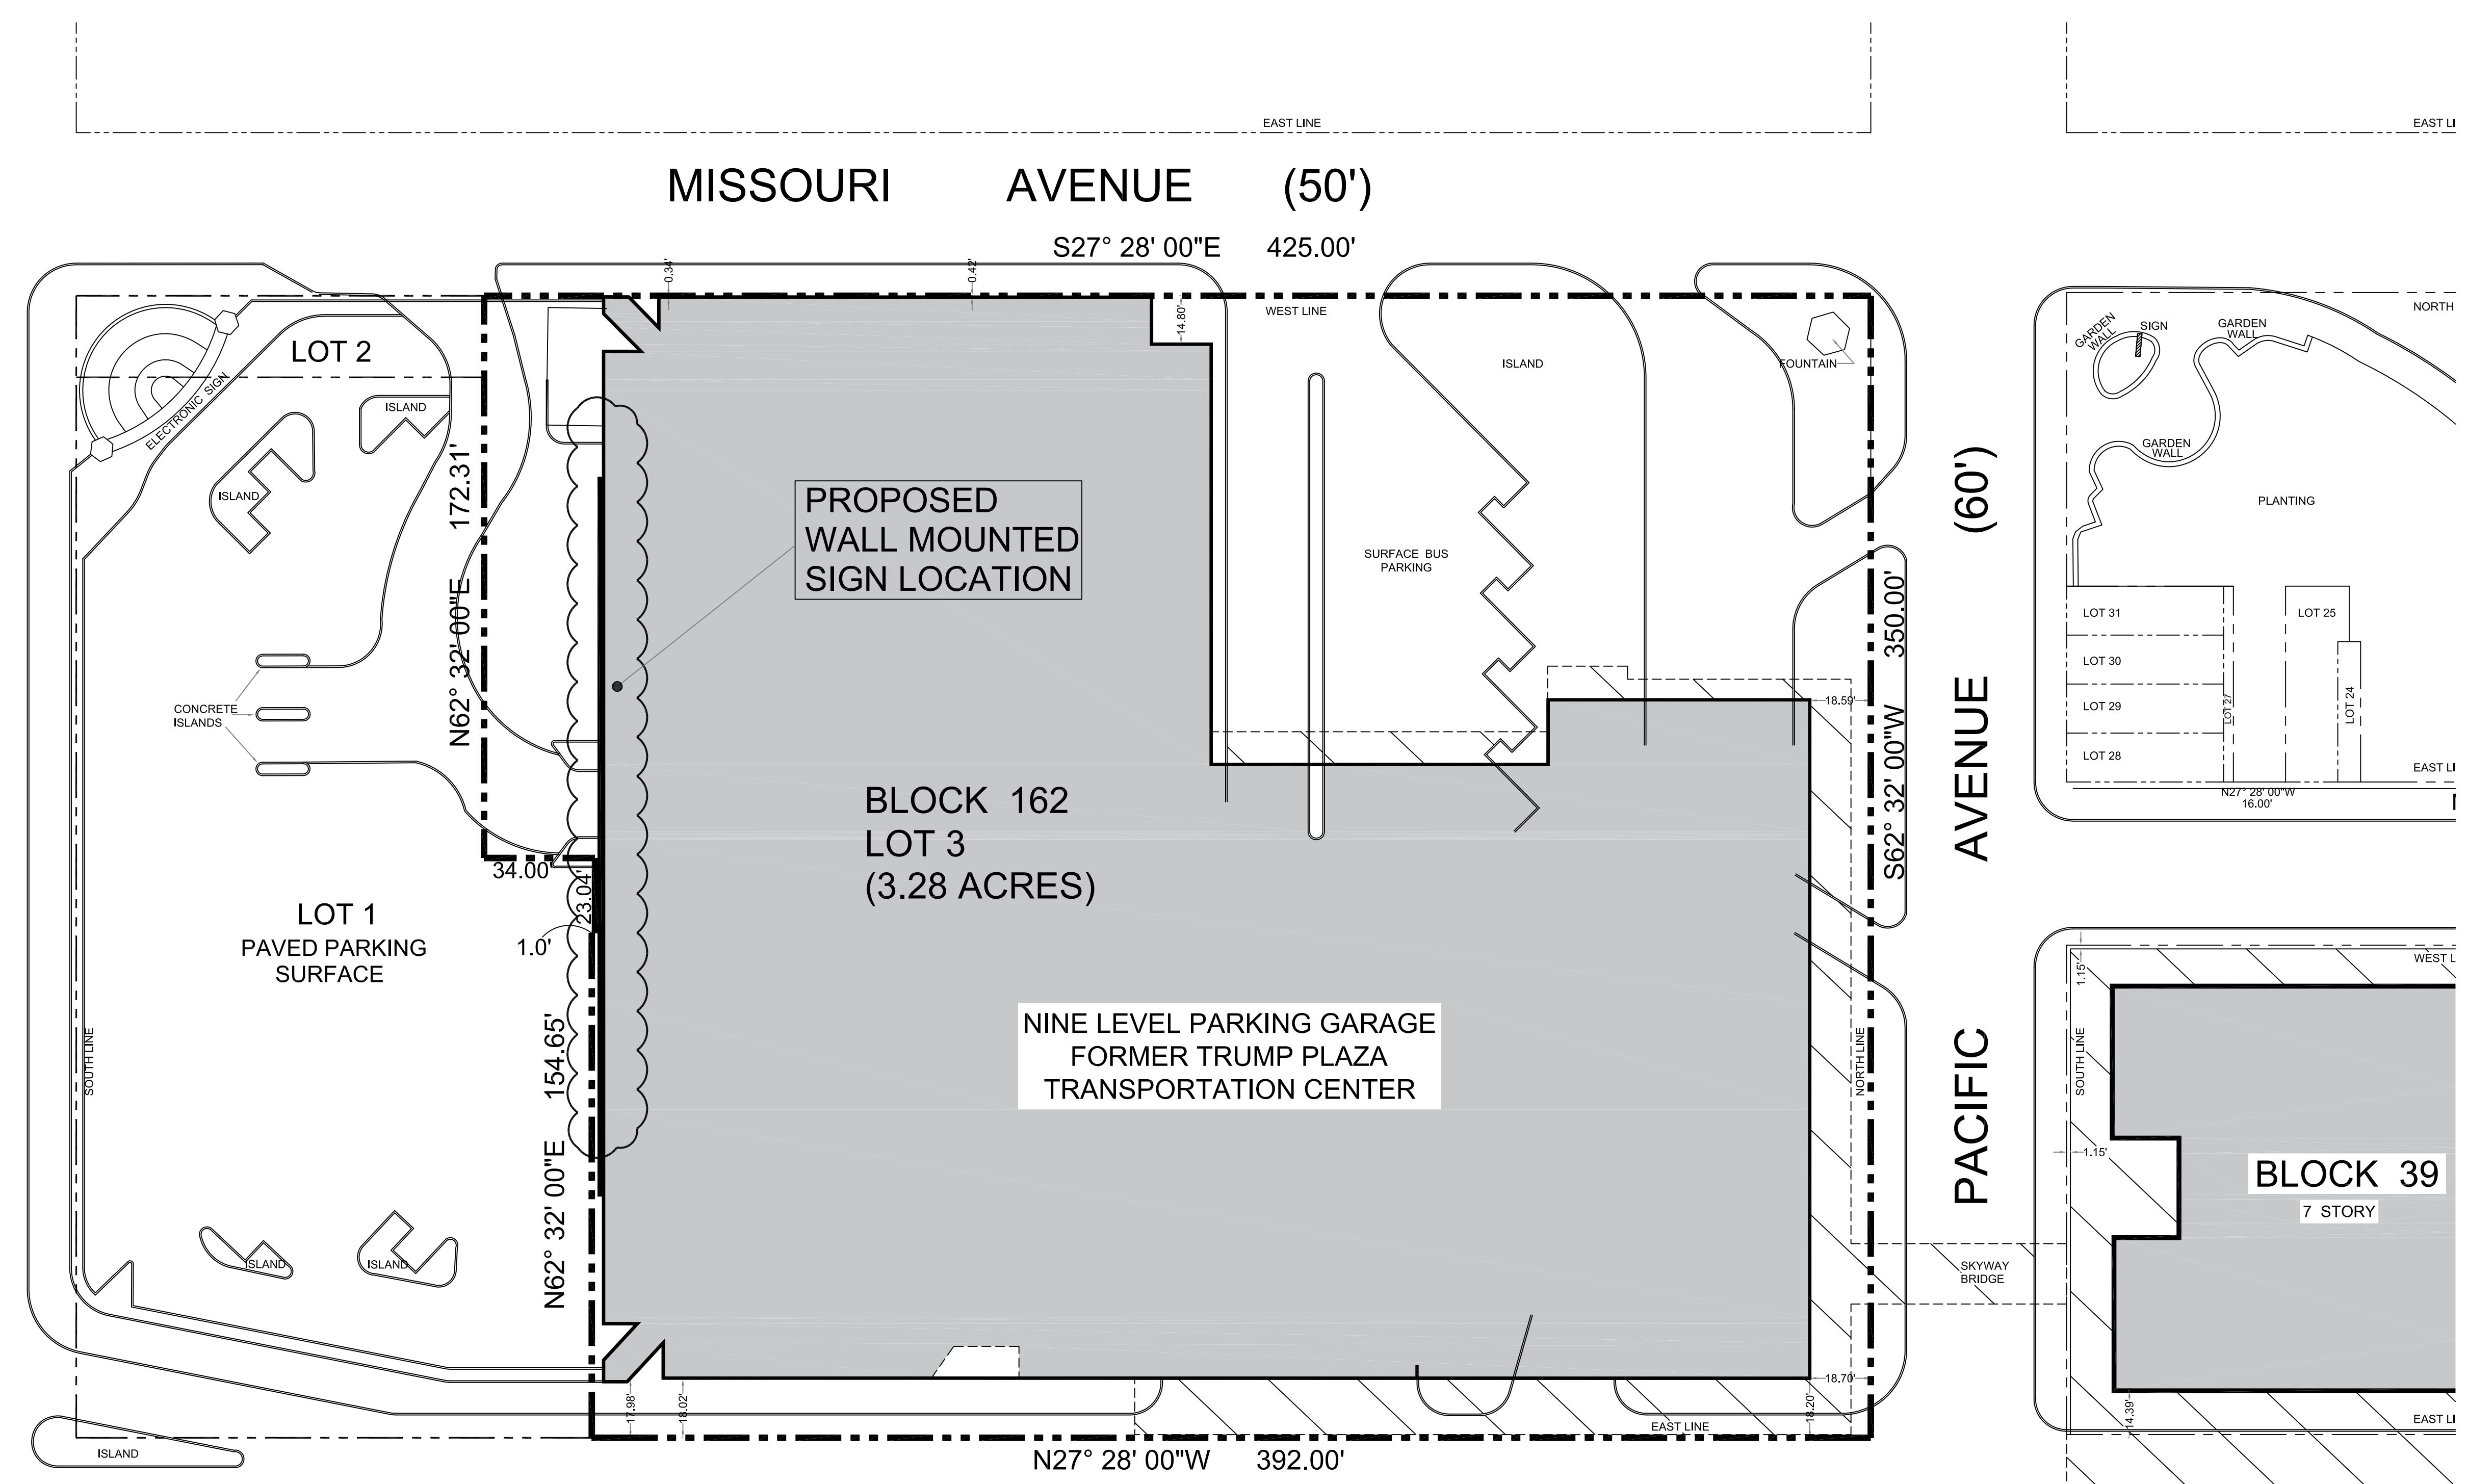 EAST LINE
EAST LI
MISSOURI AVENUE (50')
S27° 28' 00"E 425.00'
0.34'
0.42'
14.80'
WEST LINE
NORTH
LOT 2
ELECTRONIC SIGN
ISLAND
ISLAND
ISLAND
FOUNTAIN
GARDEN
WALL
SIGN
GARDEN
WALL
GARDEN
WALL
PLANTING
N62° 32' 00"E 172.31'
PROPOSED
WALL MOUNTED
SIGN LOCATION
SURFACE BUS
PARKING
PACIFIC AVENUE (60')
S62° 32' 00"W 350.00'
LOT 31
LOT 30
LOT 29
LOT 28
LOT 27
LOT 25
LOT 24
EAST LI
N27° 28' 00"W
16.00'
CONCRETE
ISLANDS
18.59'
BLOCK 162
LOT 3
(3.28 ACRES)
34.00'
23.04'
1.0'
LOT 1
PAVED PARKING
SURFACE
SOUTH LINE
N62° 32' 00"E 154.65'
NINE LEVEL PARKING GARAGE
FORMER TRUMP PLAZA
TRANSPORTATION CENTER
NORTH LINE
SOUTH LINE
1.15'
WEST L
1.15'
BLOCK 39
7 STORY
SKYWAY
BRIDGE
ISLAND
ISLAND
ISLAND
17.98'
18.02'
18.70'
18.20'
EAST LINE
14.39'
EAST LI
N27° 28' 00"W 392.00'